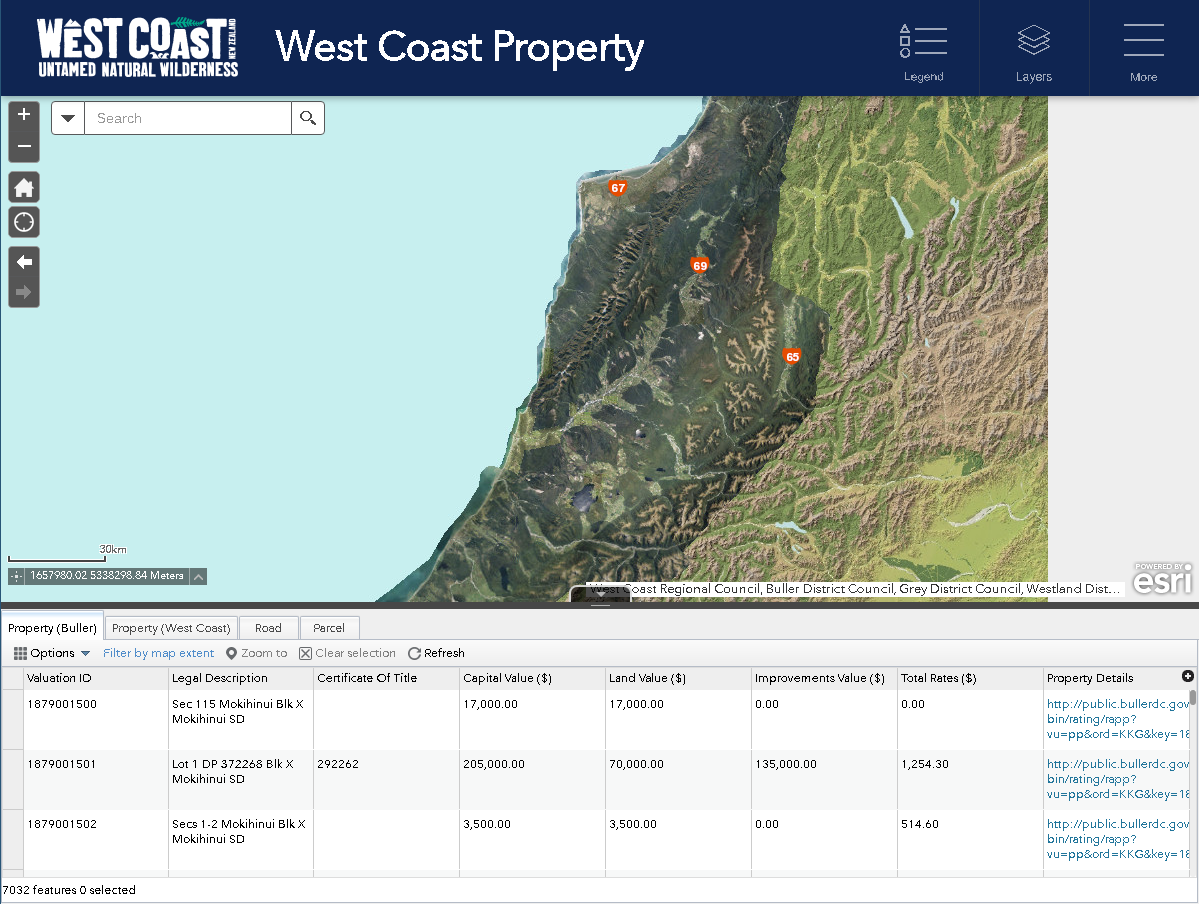 WEST COAST
NEW ZEALAND
UNTAMED NATURAL WILDERNESS
West Coast Property
Legend
Layers
More
+
−
Search
67
69
65
30km
1657980.02 5338298.84 Meters
West Coast Regional Council, Buller District Council, Grey District Council, Westland Dist...
POWERED BY
esri
Property (Buller)
Property (West Coast)
Road
Parcel
Options
Filter by map extent
Zoom to
Clear selection
Refresh
Valuation ID
Legal Description
Certificate Of Title
Capital Value ($)
Land Value ($)
Improvements Value ($)
Total Rates ($)
Property Details
1879001500
Sec 115 Mokihinui Blk X
Mokihinui SD
17,000.00
17,000.00
0.00
0.00
http://public.bullerdc.gov
bin/rating/rapp?
vu=pp&ord=KKG&key=18
1879001501
Lot 1 DP 372268 Blk X
Mokihinui SD
292262
205,000.00
70,000.00
135,000.00
1,254.30
http://public.bullerdc.gov
bin/rating/rapp?
vu=pp&ord=KKG&key=18
1879001502
Secs 1-2 Mokihinui Blk X
Mokihinui SD
3,500.00
3,500.00
0.00
514.60
http://public.bullerdc.gov
bin/rating/rapp?
vu=pp&ord=KKG&key=18
7032 features 0 selected